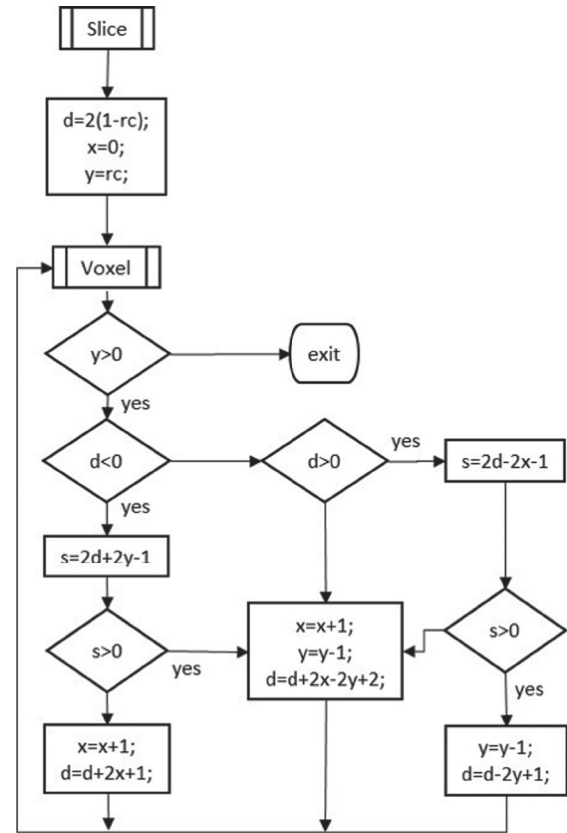 Slice
d=2(1-rc);
x=0;
y=rc;
Voxel
y>0
exit
yes
d<0
d>0
yes
s=2d-2x-1
yes
s=2d+2y-1
s>0
yes
x=x+1;
y=y-1;
d=d+2x-2y+2;
s>0
yes
x=x+1;
d=d+2x+1;
y=y-1;
d=d-2y+1;